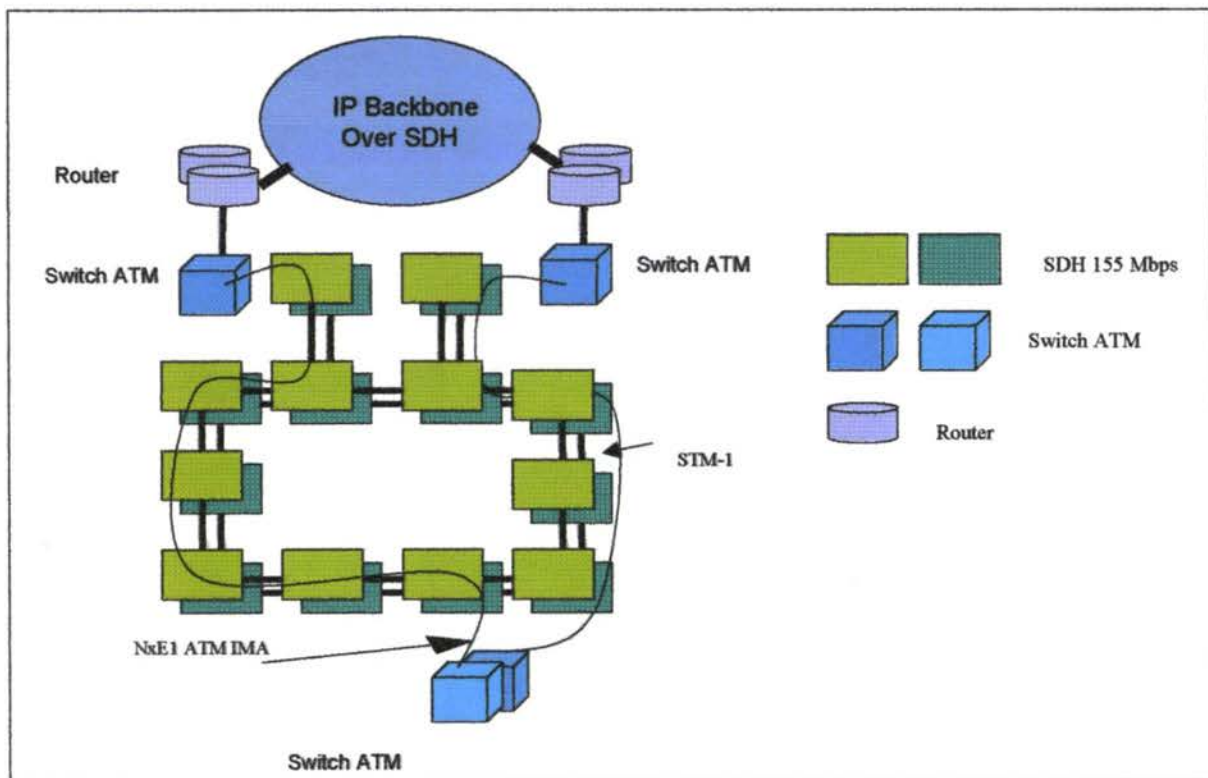 IP Backbone
Over SDH
Router
Switch ATM
Switch ATM
SDH 155 Mbps
Switch ATM
Router
STM-1
NxE1 ATM IMA
Switch ATM